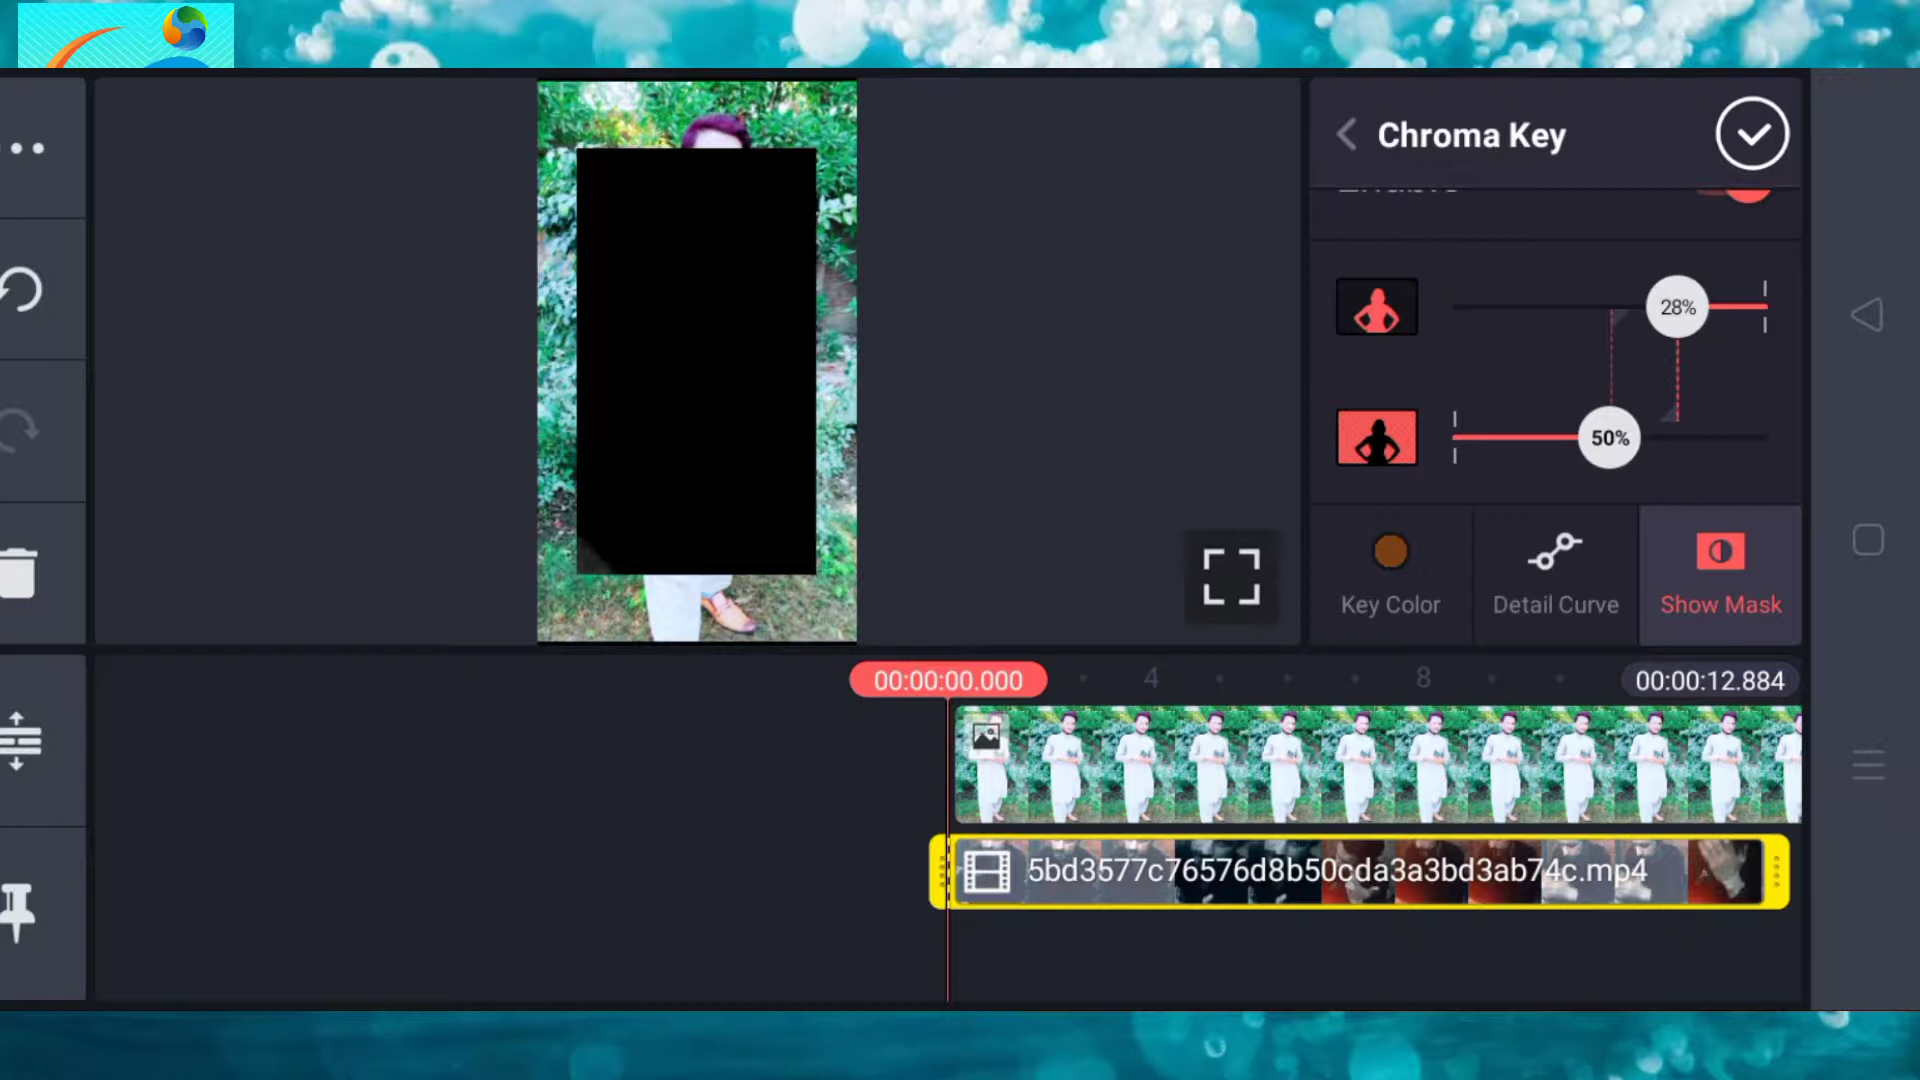 Chroma Key
28%
50%
Key Color
Detail Curve
Show Mask
00:00:00.000
4
8
00:00:12.884
5bd3577c76576d8b50cda3a3bd3ab74c.mp4